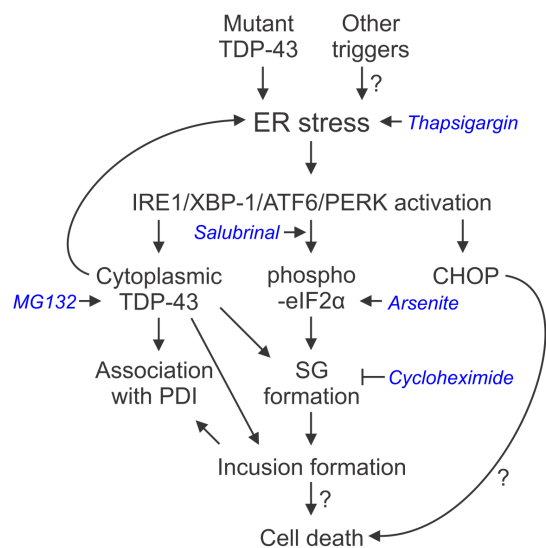 Mutant
TDP-43
Other
triggers
?
ER stress
Thapsigargin
IRE1/XBP-1/ATF6/PERK activation
Salubrinal
Cytoplasmic
TDP-43
phospho
-eIF2α
CHOP
MG132
Arsenite
Association
with PDI
SG
formation
Cycloheximide
Incusion formation
?
?
Cell death